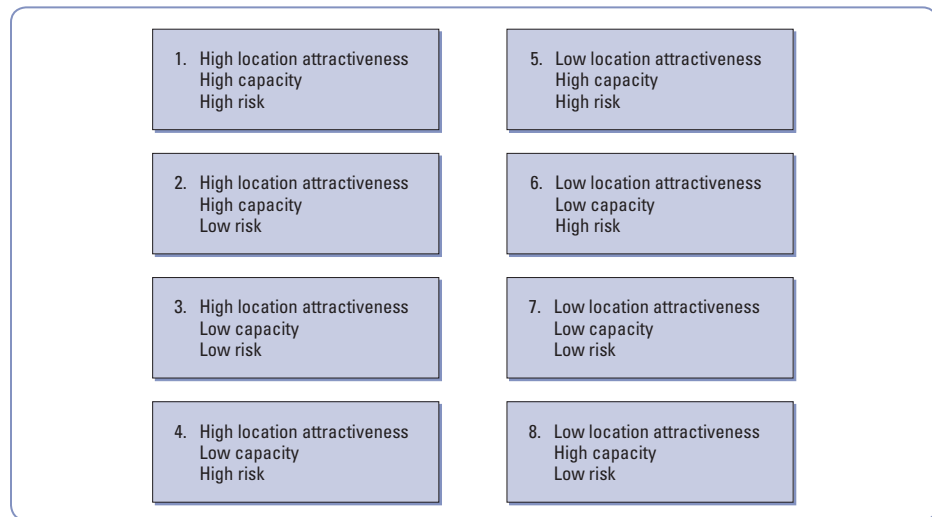 1. High location attractiveness
High capacity
High risk
2. High location attractiveness
High capacity
Low risk
3. High location attractiveness
Low capacity
Low risk
4. High location attractiveness
Low capacity
High risk
5. Low location attractiveness
High capacity
High risk
6. Low location attractiveness
Low capacity
High risk
7. Low location attractiveness
Low capacity
Low risk
8. Low location attractiveness
High capacity
Low risk